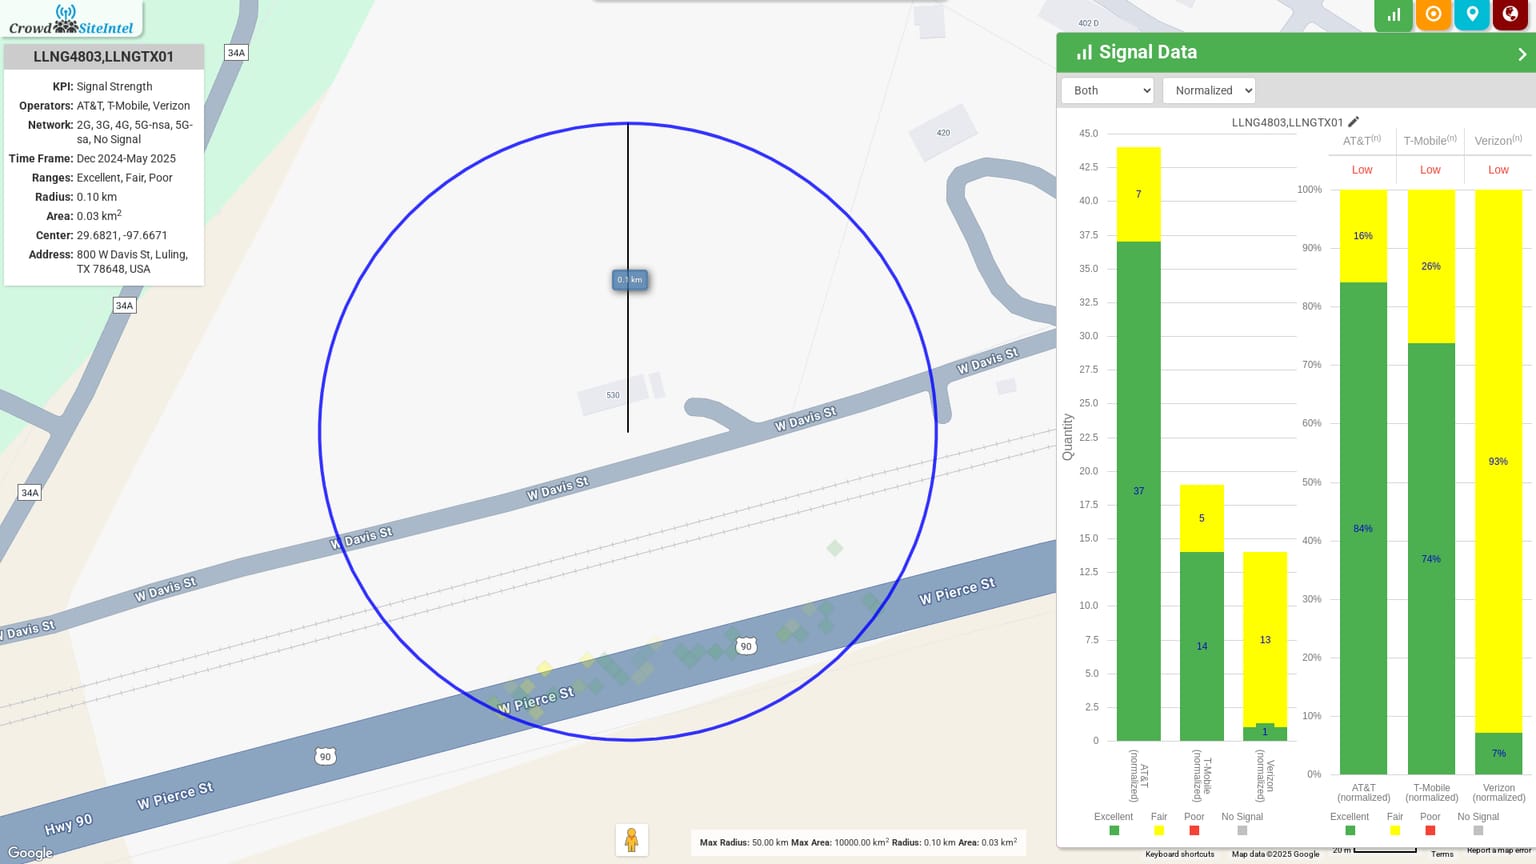 Crowd SiteIntel
LLNG4803,LLNGTX01
KPI: Signal Strength
Operators: AT&T, T-Mobile, Verizon
Network: 2G, 3G, 4G, 5G-nsa, 5G-
sa, No Signal
Time Frame: Dec 2024-May 2025
Ranges: Excellent, Fair, Poor
Radius: 0.10 km
Area: 0.03 km²
Center: 29.6821, -97.6671
Address: 800 W Davis St, Luling,
TX 78648, USA
34A
34A
34A
402 D
420
530
0.1 km
W Davis St
W Davis St
W Davis St
W Davis St
W Davis St
W Davis St
W Pierce St
90
W Pierce St
90
W Pierce St
Hwy 90
Google
Max Radius: 50.00 km Max Area: 10000.00 km² Radius: 0.10 km Area: 0.03 km²
Signal Data
Both
Normalized
LLNG4803,LLNGTX01
45.0
42.5
40.0
37.5
35.0
32.5
30.0
27.5
25.0
22.5
20.0
17.5
15.0
12.5
10.0
7.5
5.0
2.5
0
Quantity
7
37
5
14
13
1
AT&T
(normalized)
T-Mobile
(normalized)
Verizon
(normalized)
Excellent Fair Poor No Signal
AT&T(n) T-Mobile(n) Verizon(n)
Low Low Low
100%
90%
80%
70%
60%
50%
40%
30%
20%
10%
0%
16%
84%
26%
74%
93%
7%
AT&T
(normalized)
T-Mobile
(normalized)
Verizon
(normalized)
Excellent Fair Poor No Signal
Keyboard shortcuts
Map data ©2025 Google
20 m
Terms
Report a map error